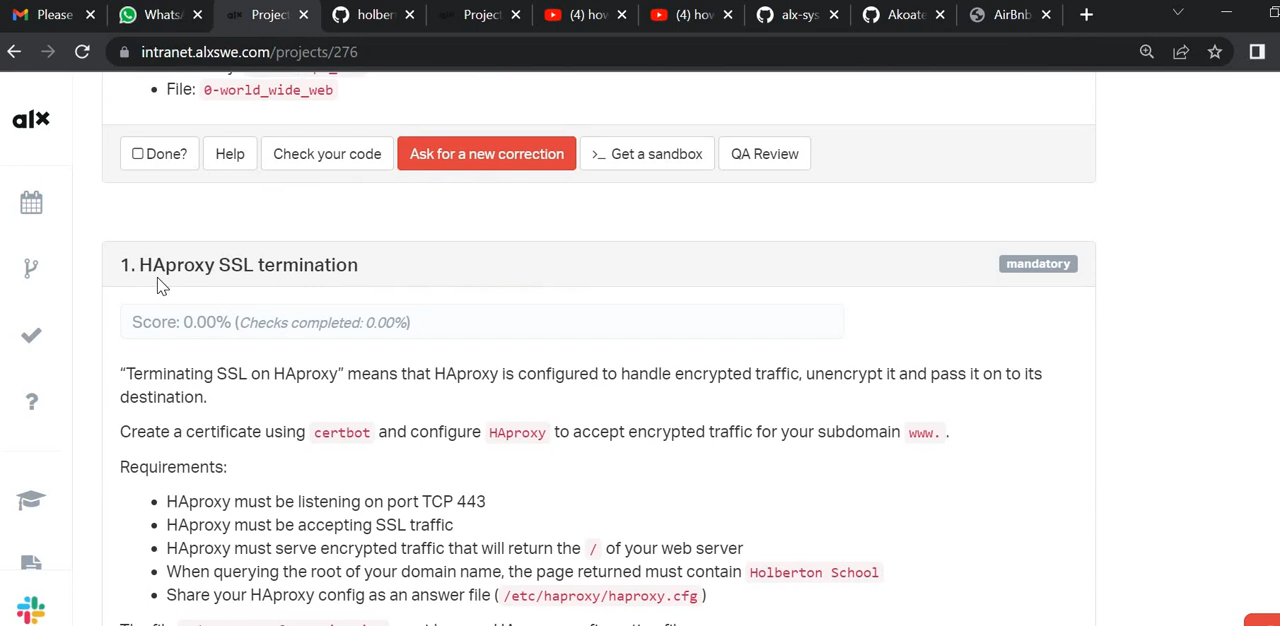 Please
Whats
Project
holber
Project
(4) how
(4) how
alx-sys
Akoate
AirBnb
intranet.alxswe.com/projects/276
alx
• File: 0-world_wide_web
Done?
Help
Check your code
Ask for a new correction
>_ Get a sandbox
QA Review
1. HAproxy SSL termination
mandatory
Score: 0.00% (Checks completed: 0.00%)
“Terminating SSL on HAproxy” means that HAproxy is configured to handle encrypted traffic, unencrypt it and pass it on to its
destination.
Create a certificate using certbot and configure HAproxy to accept encrypted traffic for your subdomain www. .
Requirements:
• HAproxy must be listening on port TCP 443
• HAproxy must be accepting SSL traffic
• HAproxy must serve encrypted traffic that will return the / of your web server
• When querying the root of your domain name, the page returned must contain Holberton School
• Share your HAproxy config as an answer file ( /etc/haproxy/haproxy.cfg )